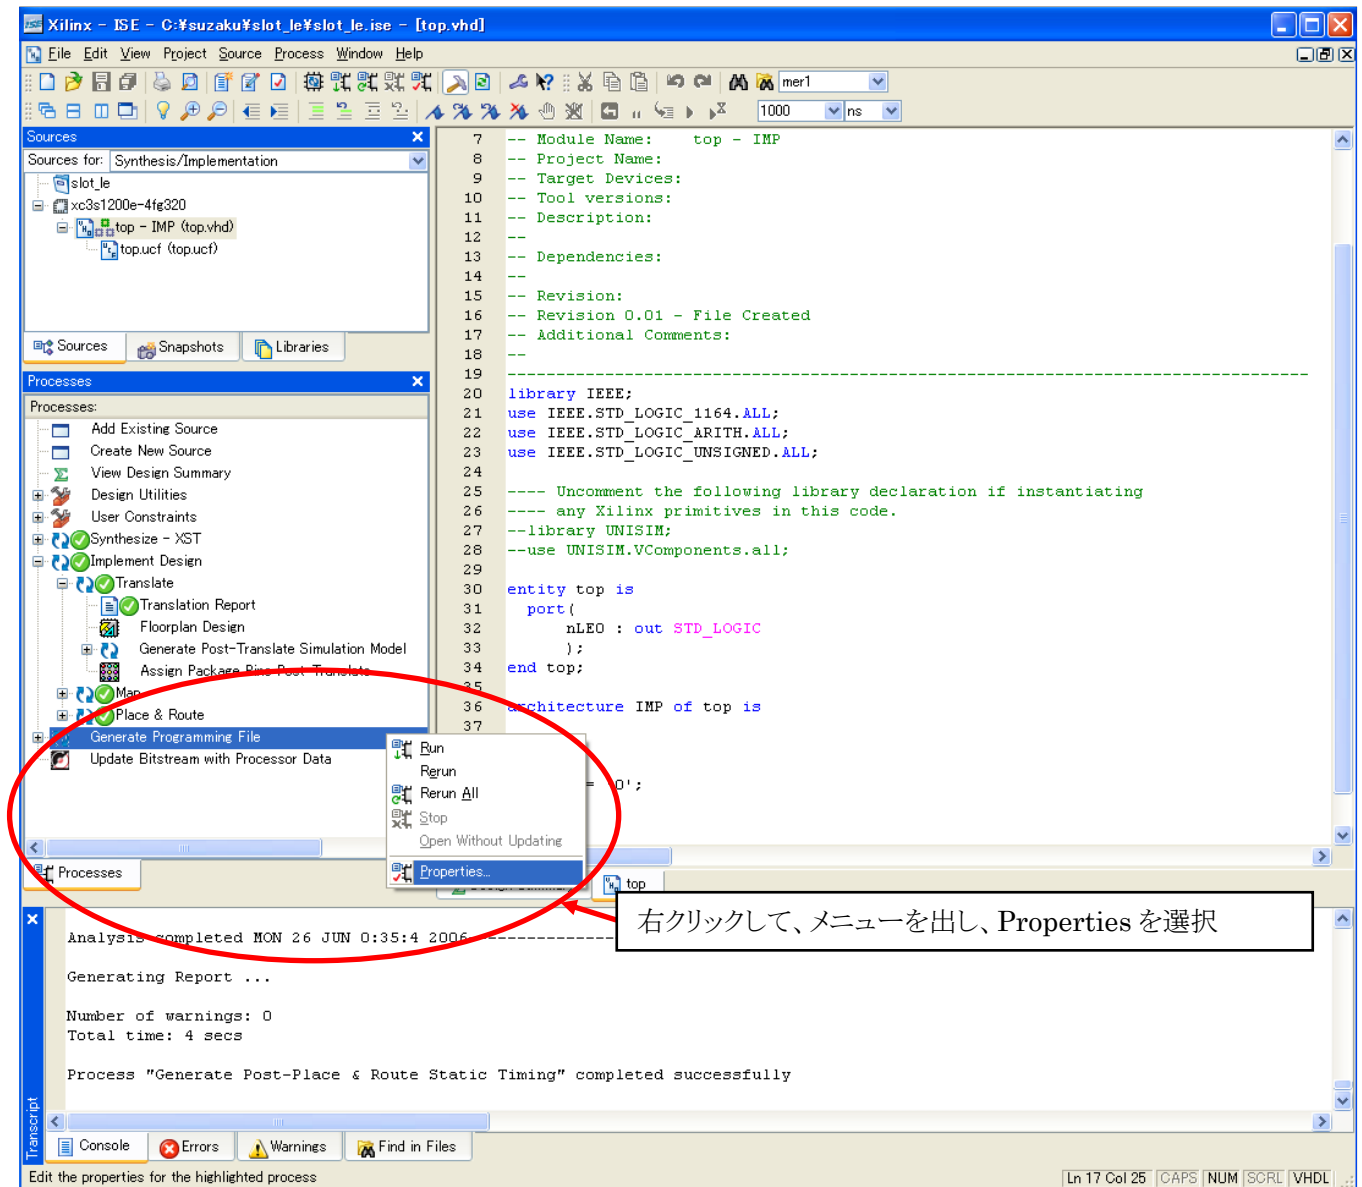 Xilinx - ISE - C:¥suzaku¥slot_le¥slot_le.ise - [top.vhd]
File Edit View Project Source Process Window Help
mer1
1000 ns
Sources
Sources for: Synthesis/Implementation
slot_le
xc3s1200e-4fg320
top - IMP (top.vhd)
top.ucf (top.ucf)
Sources Snapshots Libraries
Processes
Processes:
Add Existing Source
Create New Source
View Design Summary
Design Utilities
User Constraints
Synthesize - XST
Implement Design
Translate
Translation Report
Floorplan Design
Generate Post-Translate Simulation Model
Assign Package Pins Post-Translate
Map
Place & Route
Generate Programming File
Update Bitstream with Processor Data
Processes
Run
Rerun
Rerun All
Stop
Open Without Updating
Properties...
7 -- Module Name: top - IMP
8 -- Project Name:
9 -- Target Devices:
10 -- Tool versions:
11 -- Description:
12 --
13 -- Dependencies:
14 --
15 -- Revision:
16 -- Revision 0.01 - File Created
17 -- Additional Comments:
18 --
19 ----------------------------------------------------------------------------------
20 library IEEE;
21 use IEEE.STD_LOGIC_1164.ALL;
22 use IEEE.STD_LOGIC_ARITH.ALL;
23 use IEEE.STD_LOGIC_UNSIGNED.ALL;
24
25 ---- Uncomment the following library declaration if instantiating
26 ---- any Xilinx primitives in this code.
27 --library UNISIM;
28 --use UNISIM.VComponents.all;
29
30 entity top is
31 port(
32 nLE0 : out STD_LOGIC
33 );
34 end top;
35
36 architecture IMP of top is
37
= '0';
top
右クリックして、メニューを出し、Properties を選択
Analysis completed MON 26 JUN 0:35:4 2006
Generating Report ...
Number of warnings: 0
Total time: 4 secs
Process "Generate Post-Place & Route Static Timing" completed successfully
Transcript
Console Errors Warnings Find in Files
Edit the properties for the highlighted process
Ln 17 Col 25 CAPS NUM SCRL VHDL